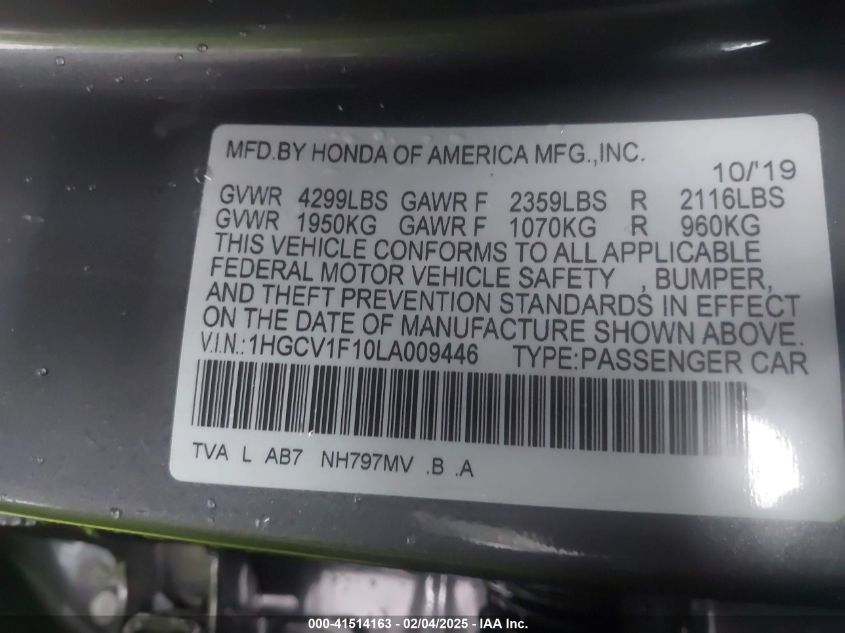 MFD.BY HONDA OF AMERICA MFG.,INC.
10/'19
GVWR 4299LBS GAWR F 2359LBS R 2116LBS
GVWR 1950KG GAWR F 1070KG R 960KG
THIS VEHICLE CONFORMS TO ALL APPLICABLE
FEDERAL MOTOR VEHICLE SAFETY , BUMPER,
AND THEFT PREVENTION STANDARDS IN EFFECT
ON THE DATE OF MANUFACTURE SHOWN ABOVE.
V.I.N.:1HGCV1F10LA009446 TYPE:PASSENGER CAR
TVA L AB7 NH797MV .B .A
000-41514163 — 02/04/2025 — IAA Inc.